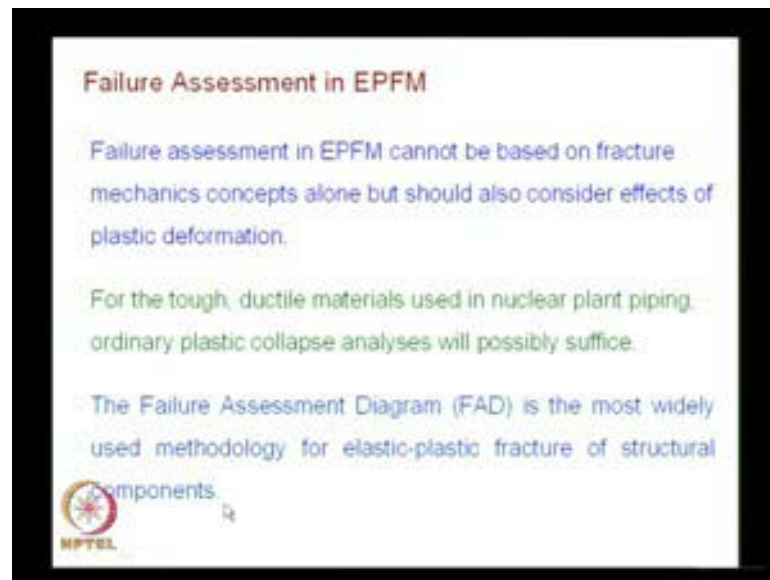 Failure Assessment in EPFM
Failure assessment in EPFM cannot be based on fracture
mechanics concepts alone but should also consider effects of
plastic deformation.
For the tough, ductile materials used in nuclear plant piping,
ordinary plastic collapse analyses will possibly suffice.
The Failure Assessment Diagram (FAD) is the most widely
used methodology for elastic-plastic fracture of structural
components.
NPTEL